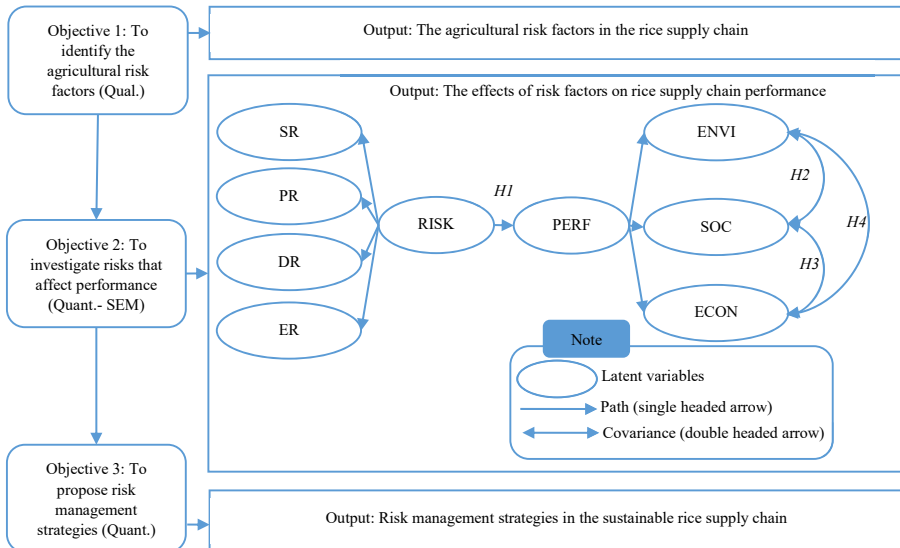 Objective 1: To
identify the
agricultural risk
factors (Qual.)
Output: The agricultural risk factors in the rice supply chain
Output: The effects of risk factors on rice supply chain performance
SR
PR
DR
ER
RISK
H1
PERF
ENVI
SOC
ECON
H2
H3
H4
Objective 2: To
investigate risks that
affect performance
(Quant.- SEM)
Note
Latent variables
Path (single headed arrow)
Covariance (double headed arrow)
Objective 3: To
propose risk
management
strategies (Quant.)
Output: Risk management strategies in the sustainable rice supply chain